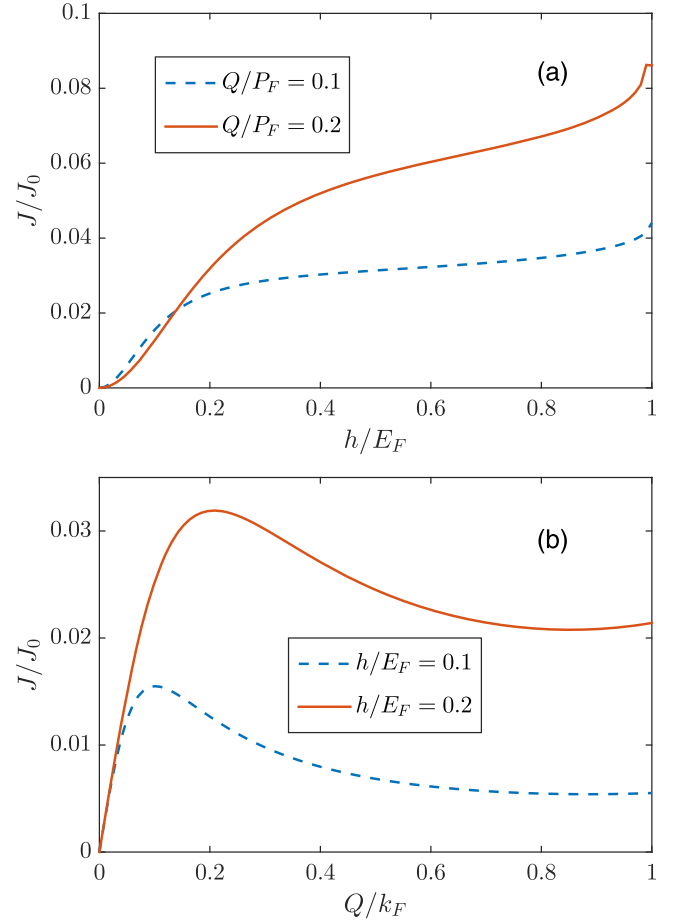 0.1
(a)
Q/P_F = 0.1
Q/P_F = 0.2
0.08
0.06
J/J_0
0.04
0.02
0
0 0.2 0.4 0.6 0.8 1
h/E_F
(b)
0.03
0.02
J/J_0
h/E_F = 0.1
h/E_F = 0.2
0.01
0
0 0.2 0.4 0.6 0.8 1
Q/k_F